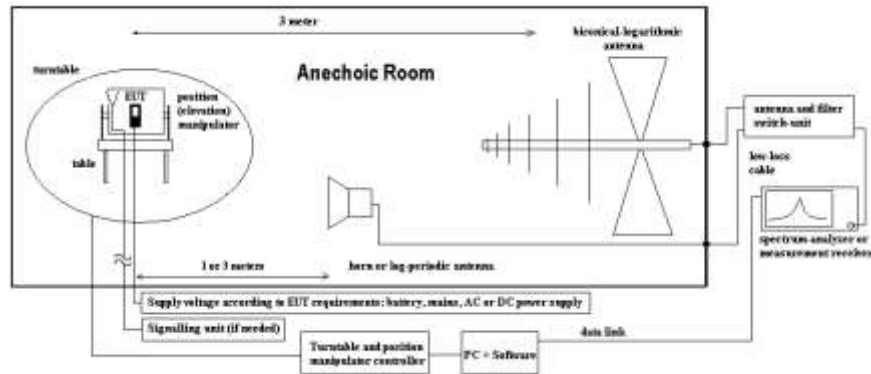 3 meter
biconical-logarithmic
antenna
turntable
Anechoic Room
EUT
position
(elevation)
manipulator
antenna and filter
switch-unit
table
low-loss
cable
spectrum-analyzer or
measurement receiver
1 or 3 meters
horn or log-periodic antenna
Supply voltage according to EUT requirements: battery, mains, AC or DC power supply
Signalling unit (if needed)
data link
Turntable and position
manipulator controller
PC + Software